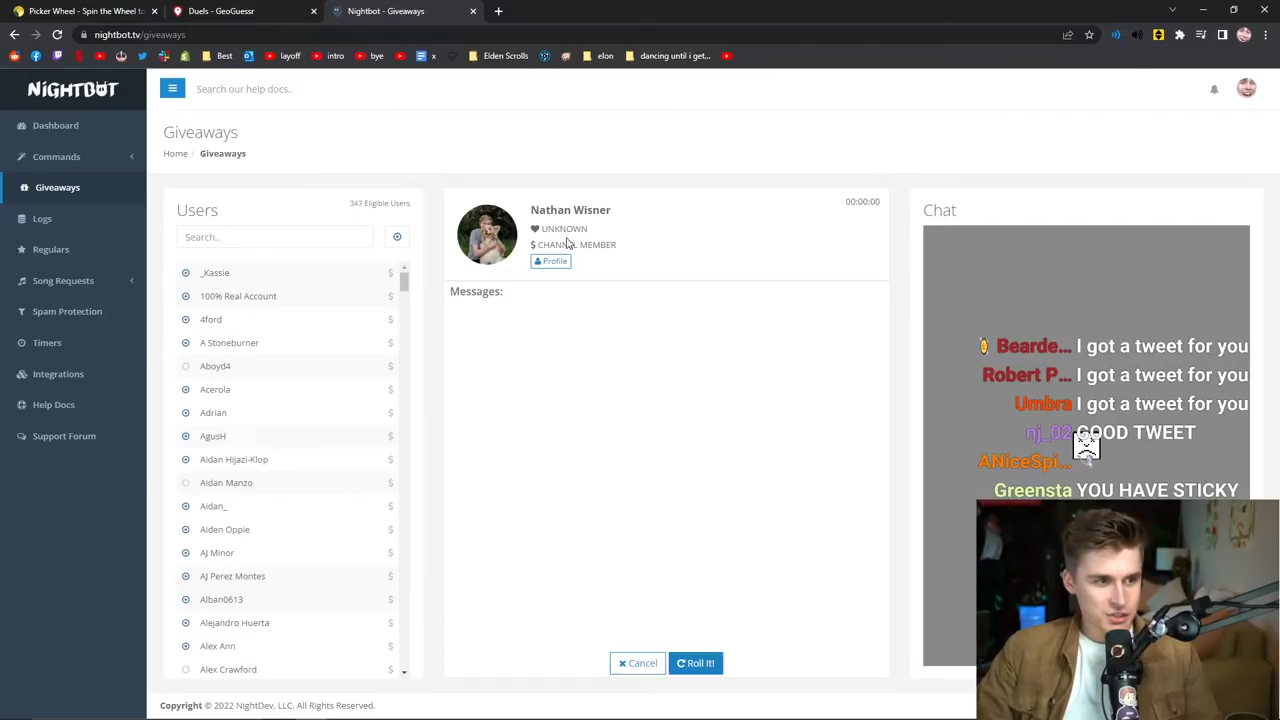 Picker Wheel - Spin the Wheel to
Duels - GeoGuessr
Nightbot - Giveaways
nightbot.tv/giveaways
Best
layoff
intro
bye
x
Elden Scrolls
elon
dancing until i get...
NiGHTBOT
Search our help docs..
Dashboard
Commands
Giveaways
Logs
Regulars
Song Requests
Spam Protection
Timers
Integrations
Help Docs
Support Forum
Giveaways
Home / Giveaways
Users
347 Eligible Users
Search..
_Kassie $
100% Real Account $
4ford $
A Stoneburner $
Aboyd4 $
Acerola $
Adrian $
AgusH $
Aidan Hijazi-Klop $
Aidan Manzo $
Aidan_ $
Aiden Oppie $
AJ Minor $
AJ Perez Montes $
Alban0613 $
Alejandro Huerta $
Alex Ann $
Alex Crawford $
Nathan Wisner
UNKNOWN
$ CHANNEL MEMBER
Profile
00:00:00
Messages:
Cancel
Roll It!
Chat
Bearde... I got a tweet for you
Robert P... I got a tweet for you
Umbra I got a tweet for you
nj_02 GOOD TWEET
ANiceSpi...
Greensta YOU HAVE STICKY
Copyright © 2022 NightDev, LLC. All Rights Reserved.